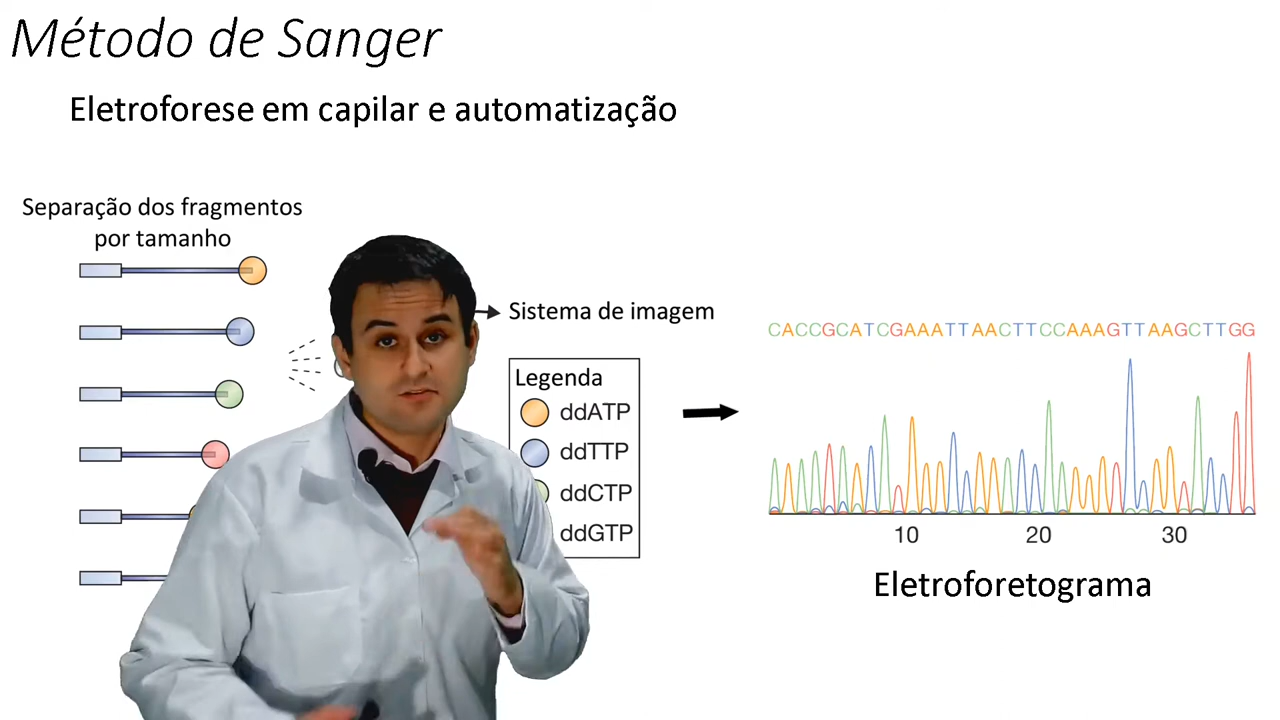 Método de Sanger
Eletroforese em capilar e automatização
Separação dos fragmentos
por tamanho
Sistema de imagem
Legenda
ddATP
ddTTP
ddCTP
ddGTP
CACCGCATCGAAATTAACTTCCAAAGTTAAGCTTGG
10 20 30
Eletroforetograma